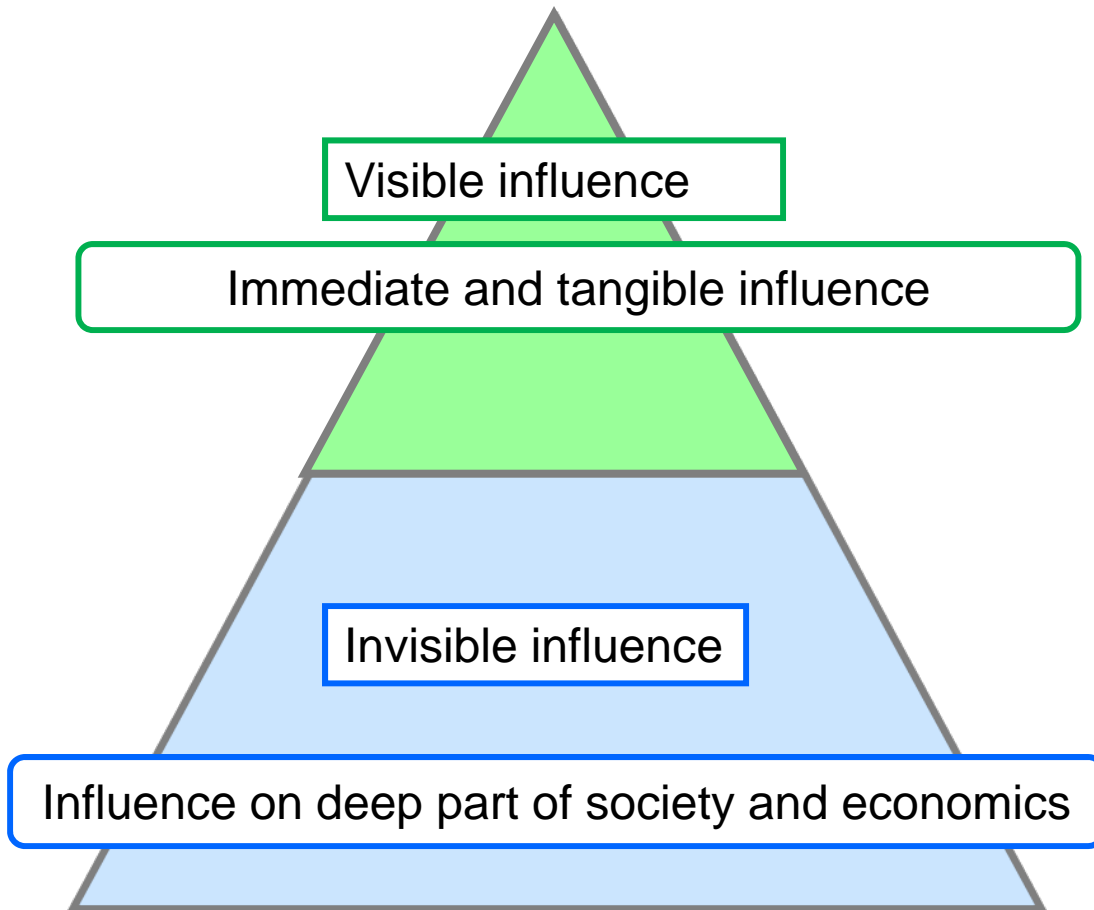 Visible influence
Immediate and tangible influence
Invisible influence
Influence on deep part of society and economics